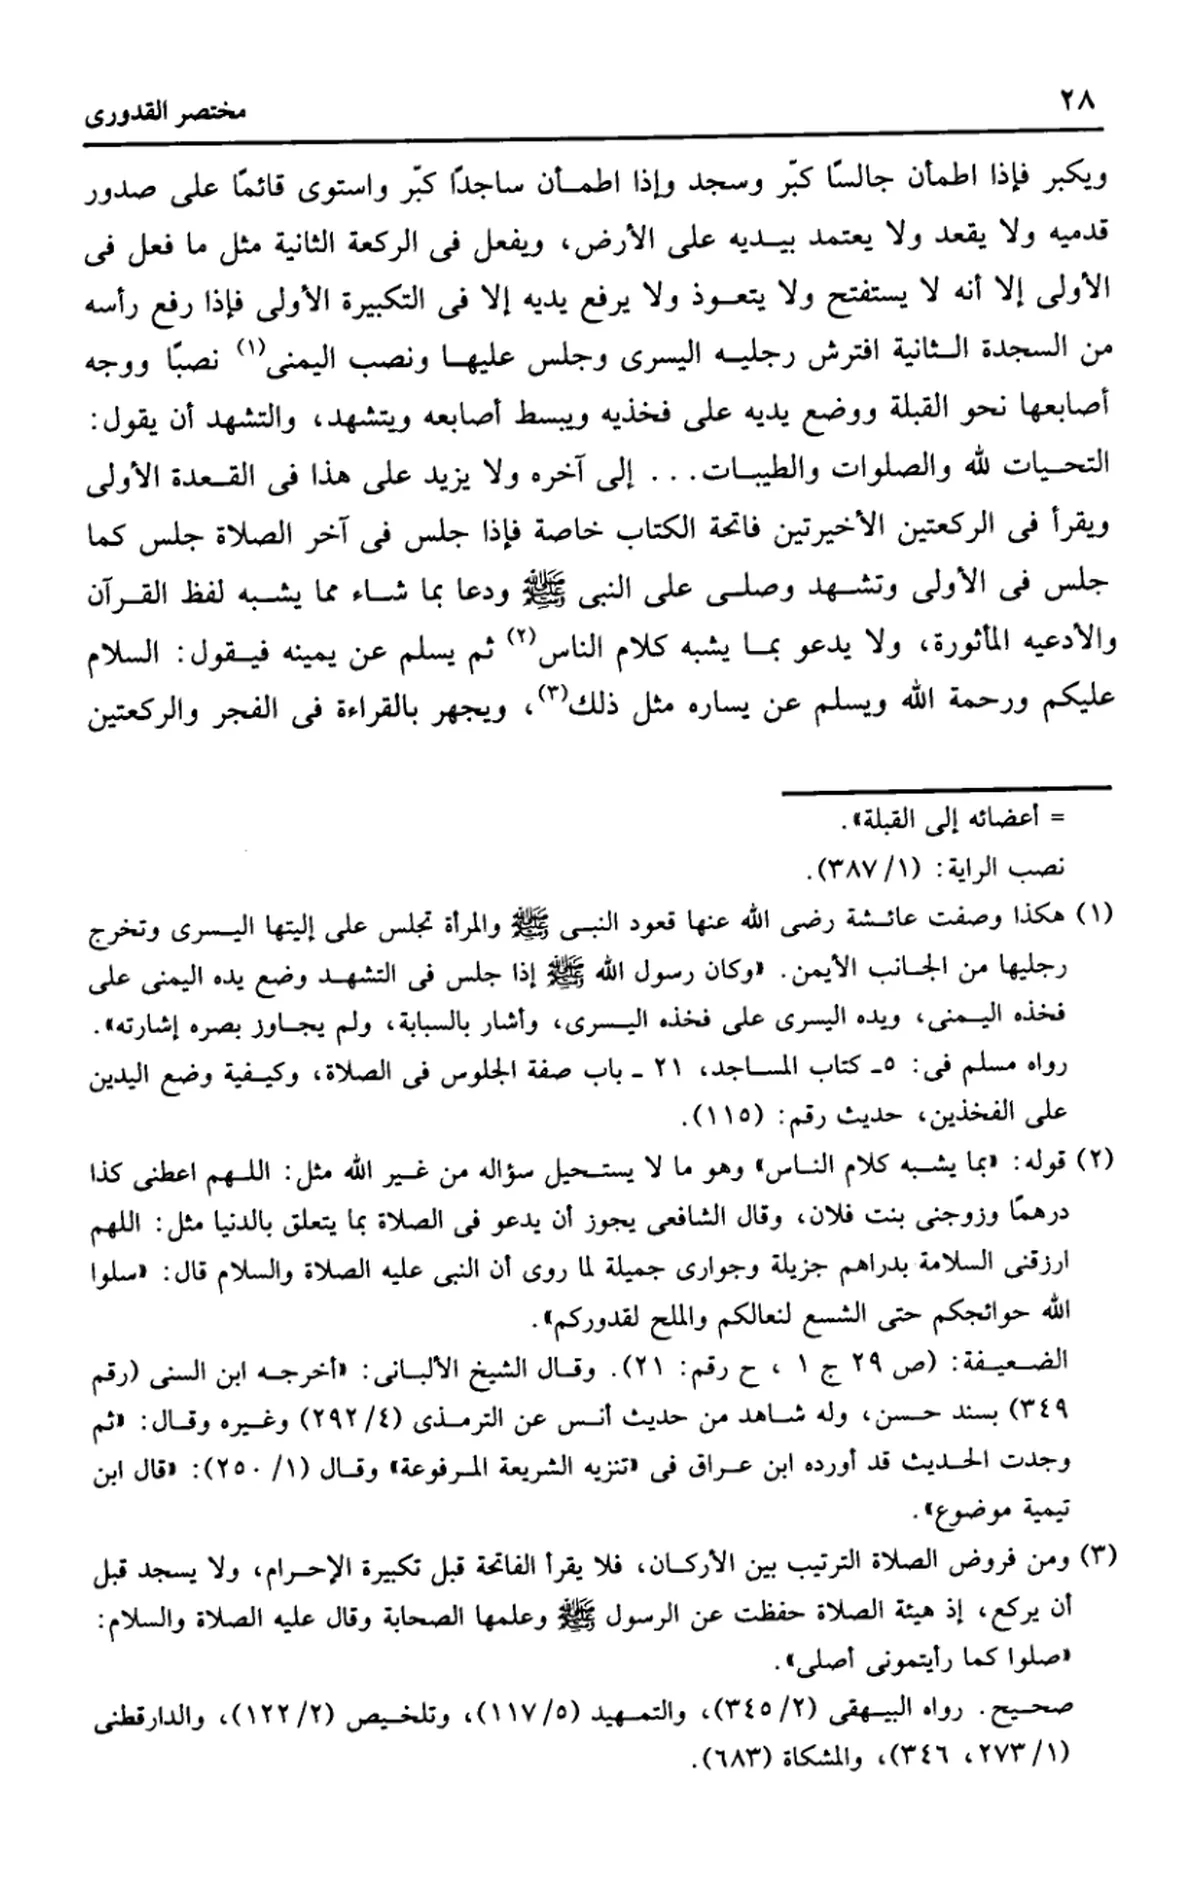 ٢٨
مختصر القدورى
ويكبر فإذا اطمأن جالسًا كبّر وسجد وإذا اطمـأن ساجدًا كبّر واستوى قائمًا على صدور
قدميه ولا يقعد ولا يعتمد بيـديه على الأرض، ويفعل فى الركعة الثانية مثل ما فعل فى
الأولى إلا أنه لا يستفتح ولا يتعـوذ ولا يرفع يديه إلا فى التكبيرة الأولى فإذا رفع رأسه
من السجدة الـثانية افترش رجليـه اليسرى وجلس عليهـا ونصب اليمنى(١) نصبًا ووجه
أصابعها نحو القبلة ووضع يديه على فخذيه ويبسط أصابعه ويتشهد، والتشهد أن يقول:
التحـيات لله والصلوات والطيبـات... إلى آخره ولا يزيد على هذا فى القـعدة الأولى
ويقرأ فى الركعتين الأخيرتين فاتحة الكتاب خاصة فإذا جلس فى آخر الصلاة جلس كما
جلس فى الأولى وتشـهد وصلـى على النبى ﷺ ودعا بما شـاء مما يشـبه لفظ القـرآن
والأدعيه المأثورة، ولا يدعو بمـا يشبه كلام الناس(٢) ثم يسلم عن يمينه فيـقول: السلام
عليكم ورحمة الله ويسلم عن يساره مثل ذلك(٣)، ويجهر بالقراءة فى الفجر والركعتين
= أعضائه إلى القبلة».
نصب الراية: (١/ ٣٨٧).
(١) هكذا وصفت عائـشة رضى الله عنها قعود النبـى ﷺ والمرأة تجلس على إليتها اليـسرى وتخرج
رجليها من الجـانب الأيمن. «وكان رسول الله ﷺ إذا جلس فى التشهـد وضع يده اليمنى على
فخذه اليـمنى، ويده اليسرى على فخذه اليـسرى، وأشار بالسبابة، ولم يجـاوز بصره إشارته».
رواه مسلم فى: ٥ـ كتاب المسـاجد، ٢١ ـ باب صفة الجلوس فى الصلاة، وكيـفية وضع اليدين
على الفخذين، حديث رقم: (١١٥).
(٢) قوله: «بما يشـبه كلام النـاس» وهو ما لا يستـحيل سؤاله من غـير الله مثل: اللـهم اعطنى كذا
درهمًا وزوجنى بنت فلان، وقال الشافعى يجوز أن يدعو فى الصلاة بما يتعلق بالدنيا مثل: اللهم
ارزقنى السلامة بدراهم جزيلة وجوارى جميلة لما روى أن النبى عليه الصلاة والسلام قال: «سلوا
الله حوائجكم حتى الشسع لنعالكم والملح لقدوركم».
الضـعيـفة: (ص ٢٩ ج ١ ، ح رقم: ٢١). وقـال الشيخ الألبـانى: «أخرجـه ابن السنى (رقم
٣٤٩) بسند حـسن، وله شـاهد من حديث أنـس عن الترمـذى (٤/ ٢٩٢) وغيره وقـال: «ثم
وجدت الحـديث قد أورده ابن عـراق فى «تنزيه الشريعة المـرفوعة» وقـال (١/ ٢٥٠): «قال ابن
تيمية موضوع».
(٣) ومن فروض الصلاة الترتيب بين الأركـان، فلا يقرأ الفاتحة قبل تكبيرة الإحـرام، ولا يسجد قبل
أن يركع، إذ هيئة الصلاة حفظت عن الرسول ﷺ وعلمها الصحابة وقال عليه الصلاة والسلام:
«صلوا كما رأيتمونى أصلى».
صحـيح. رواه البيـهقى (٢/ ٣٤٥)، والتمـهيد (٥/ ١١٧)، وتلخـيص (٢/ ١٢٢)، والدارقطنى
(١/ ٢٧٣، ٣٤٦)، والمشكاة (٦٨٣).